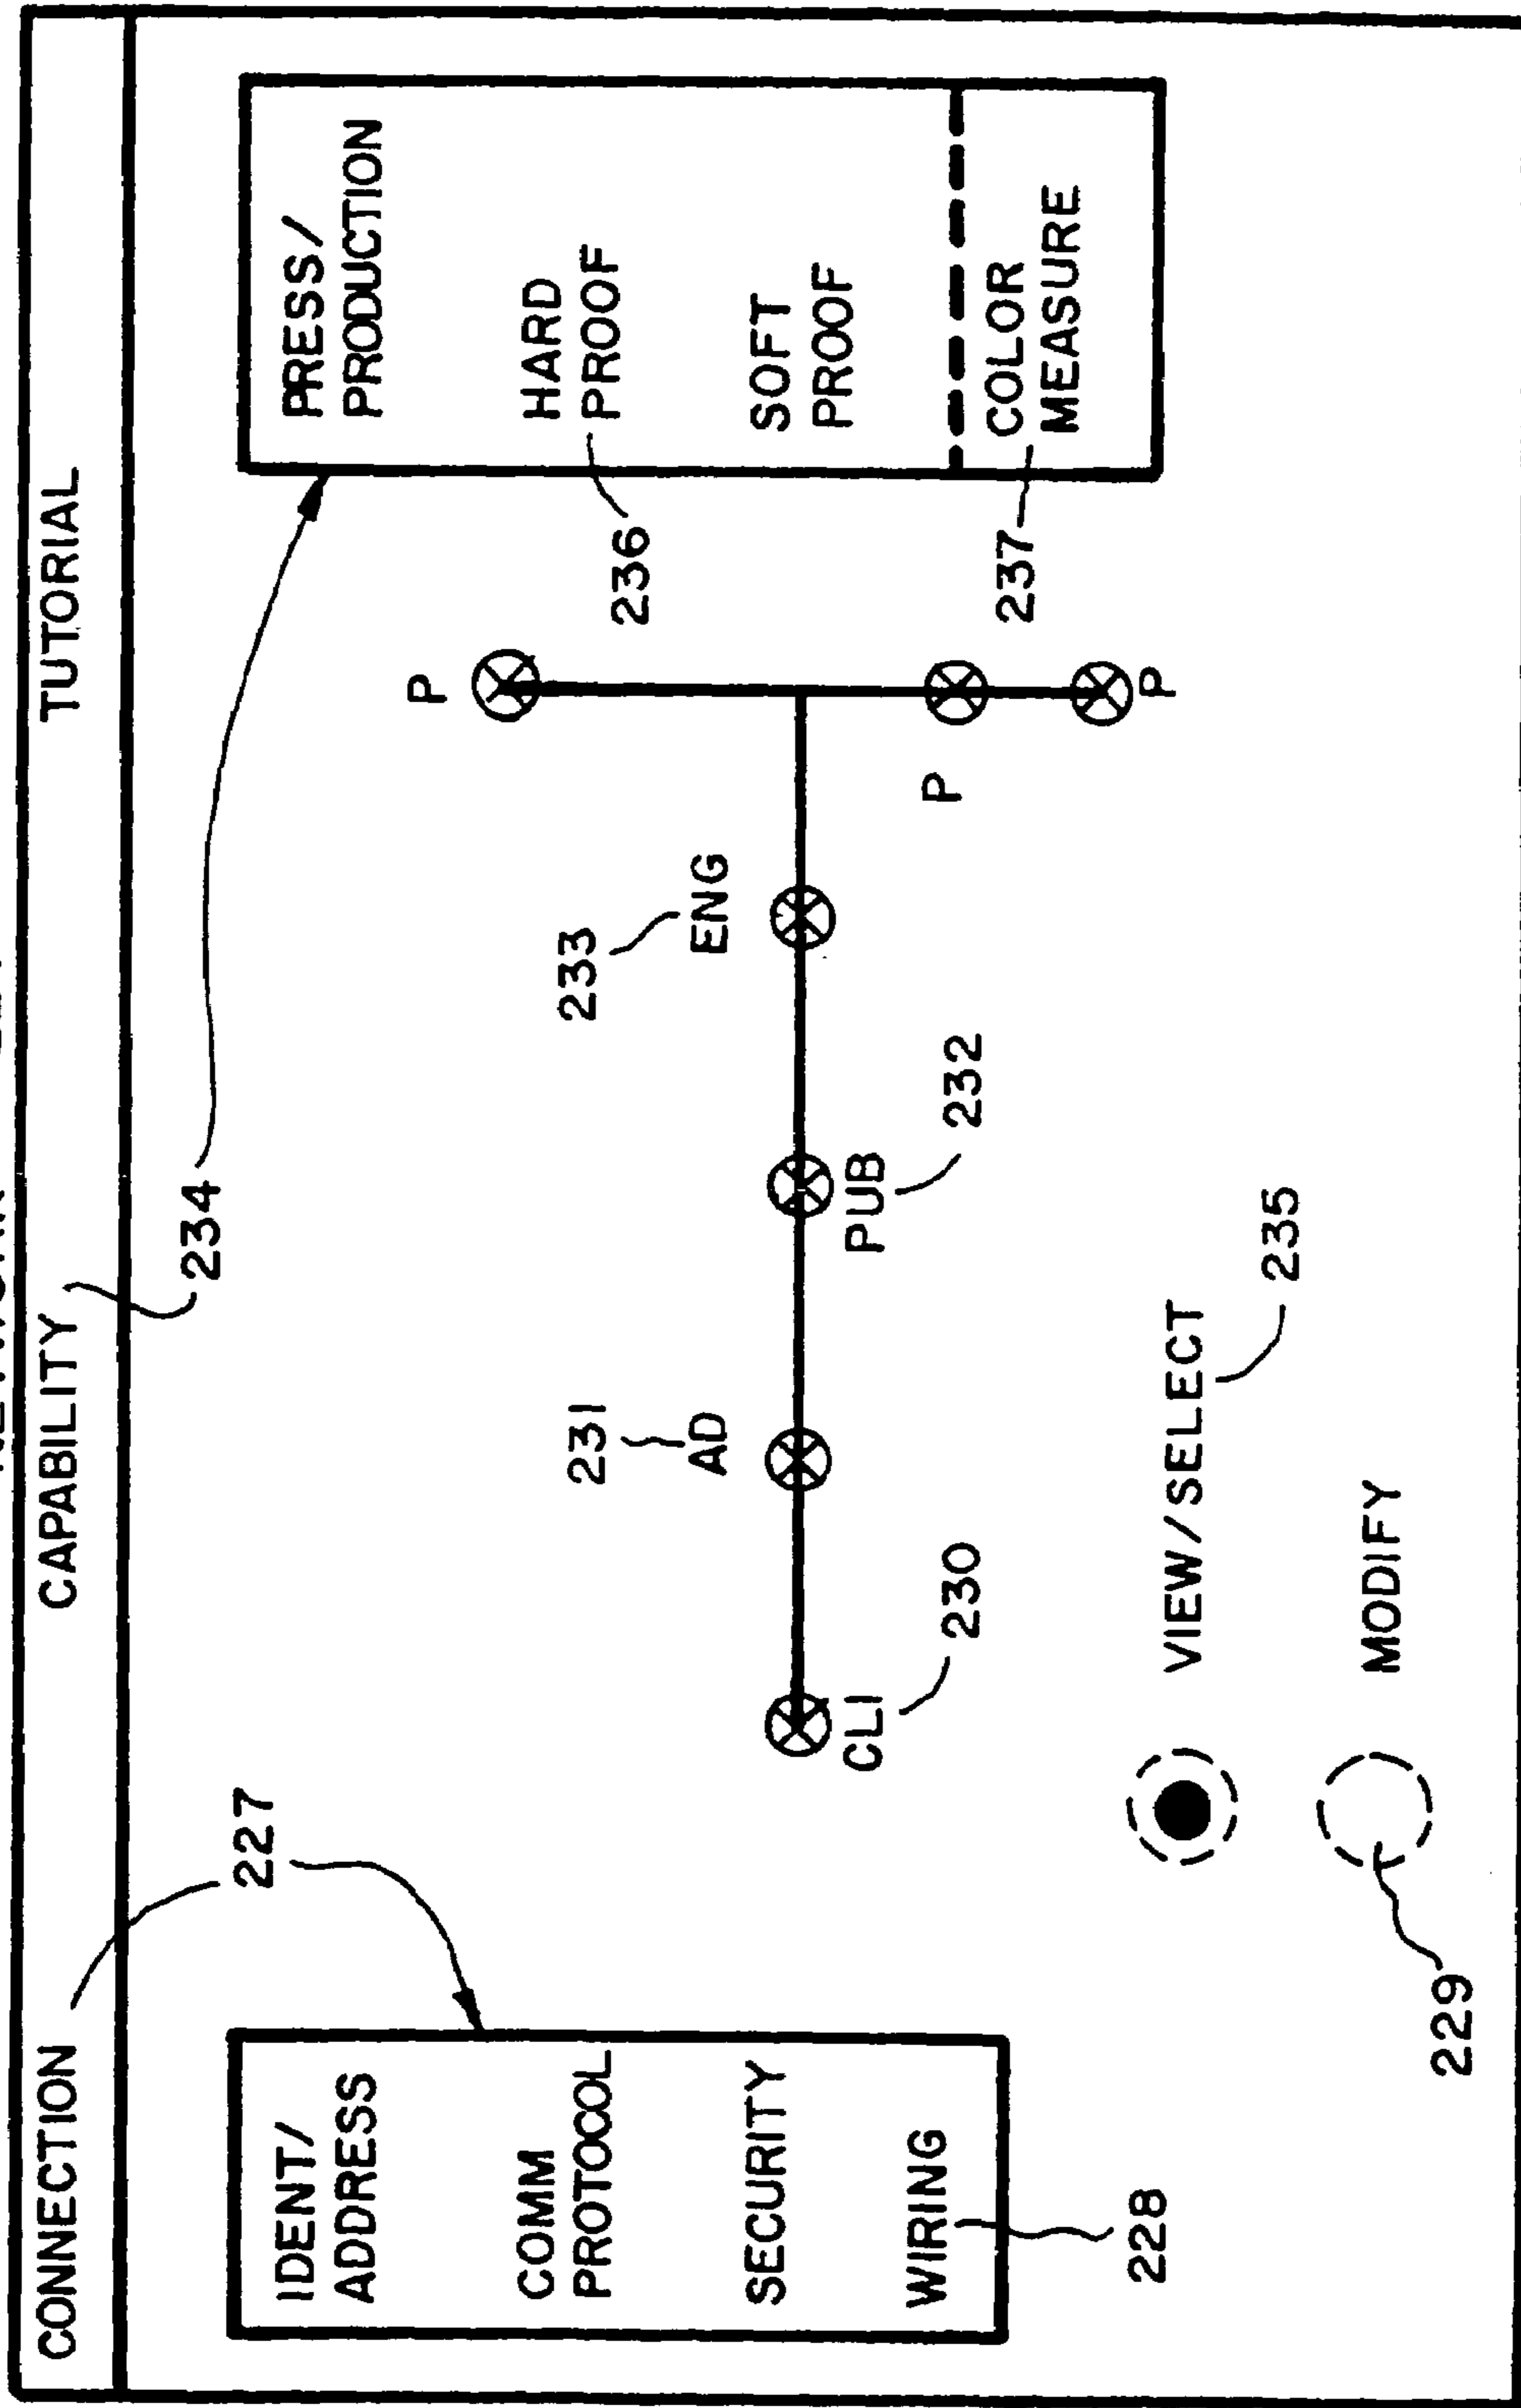 CONNECTION CAPABILITY TUTORIAL
227
234
IDENT/
ADDRESS
COMM
PROTOCOL
SECURITY
WIRING
228
PRESS/
PRODUCTION
HARD
PROOF
236
SOFT
PROOF
COLOR
MEASURE
237
231
AD
233
ENG
P
P
P
CLI
230
PUB
232
VIEW/SELECT
235
MODIFY
229